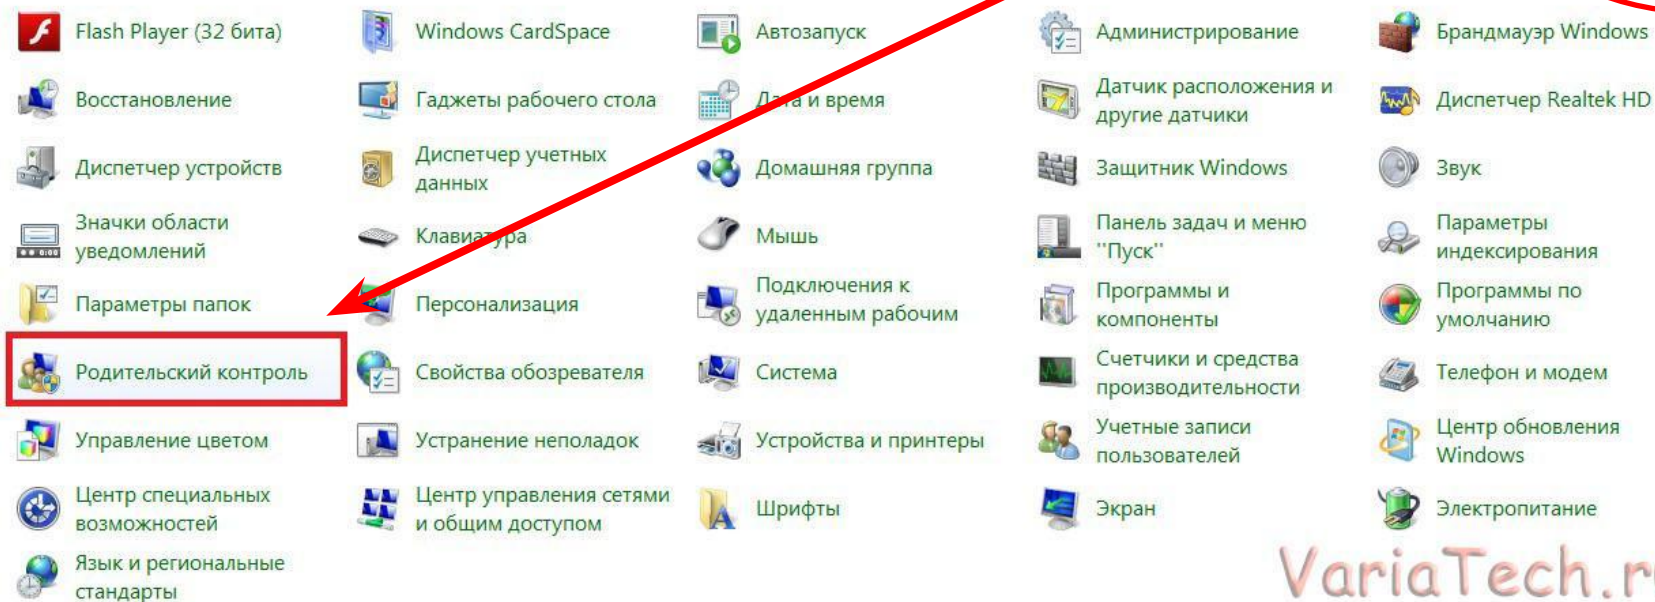 Flash Player (32 бита)
Windows CardSpace
Автозапуск
Администрирование
Брандмауэр Windows
Восстановление
Гаджеты рабочего стола
Дата и время
Датчик расположения и
другие датчики
Диспетчер Realtek HD
Диспетчер устройств
Диспетчер учетных
данных
Домашняя группа
Защитник Windows
Звук
Значки области
уведомлений
Клавиатура
Мышь
Панель задач и меню
"Пуск"
Параметры
индексирования
Параметры папок
Персонализация
Подключения к
удаленным рабочим
Программы и
компоненты
Программы по
умолчанию
Родительский контроль
Свойства обозревателя
Система
Счетчики и средства
производительности
Телефон и модем
Управление цветом
Устранение неполадок
Устройства и принтеры
Учетные записи
пользователей
Центр обновления
Windows
Центр специальных
возможностей
Центр управления сетями
и общим доступом
Шрифты
Экран
Электропитание
Язык и региональные
стандарты
VariaTech.r